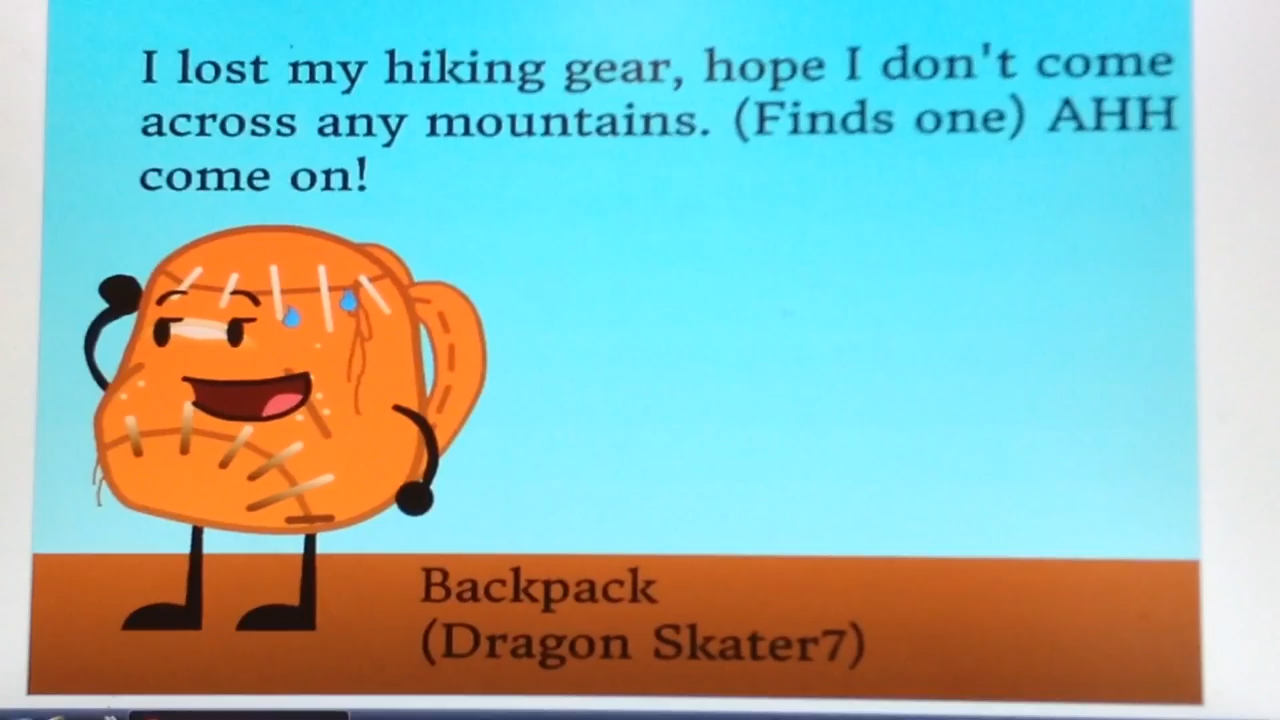 I lost my hiking gear, hope I don't come
across any mountains. (Finds one) AHH
come on!
Backpack
(Dragon Skater7)